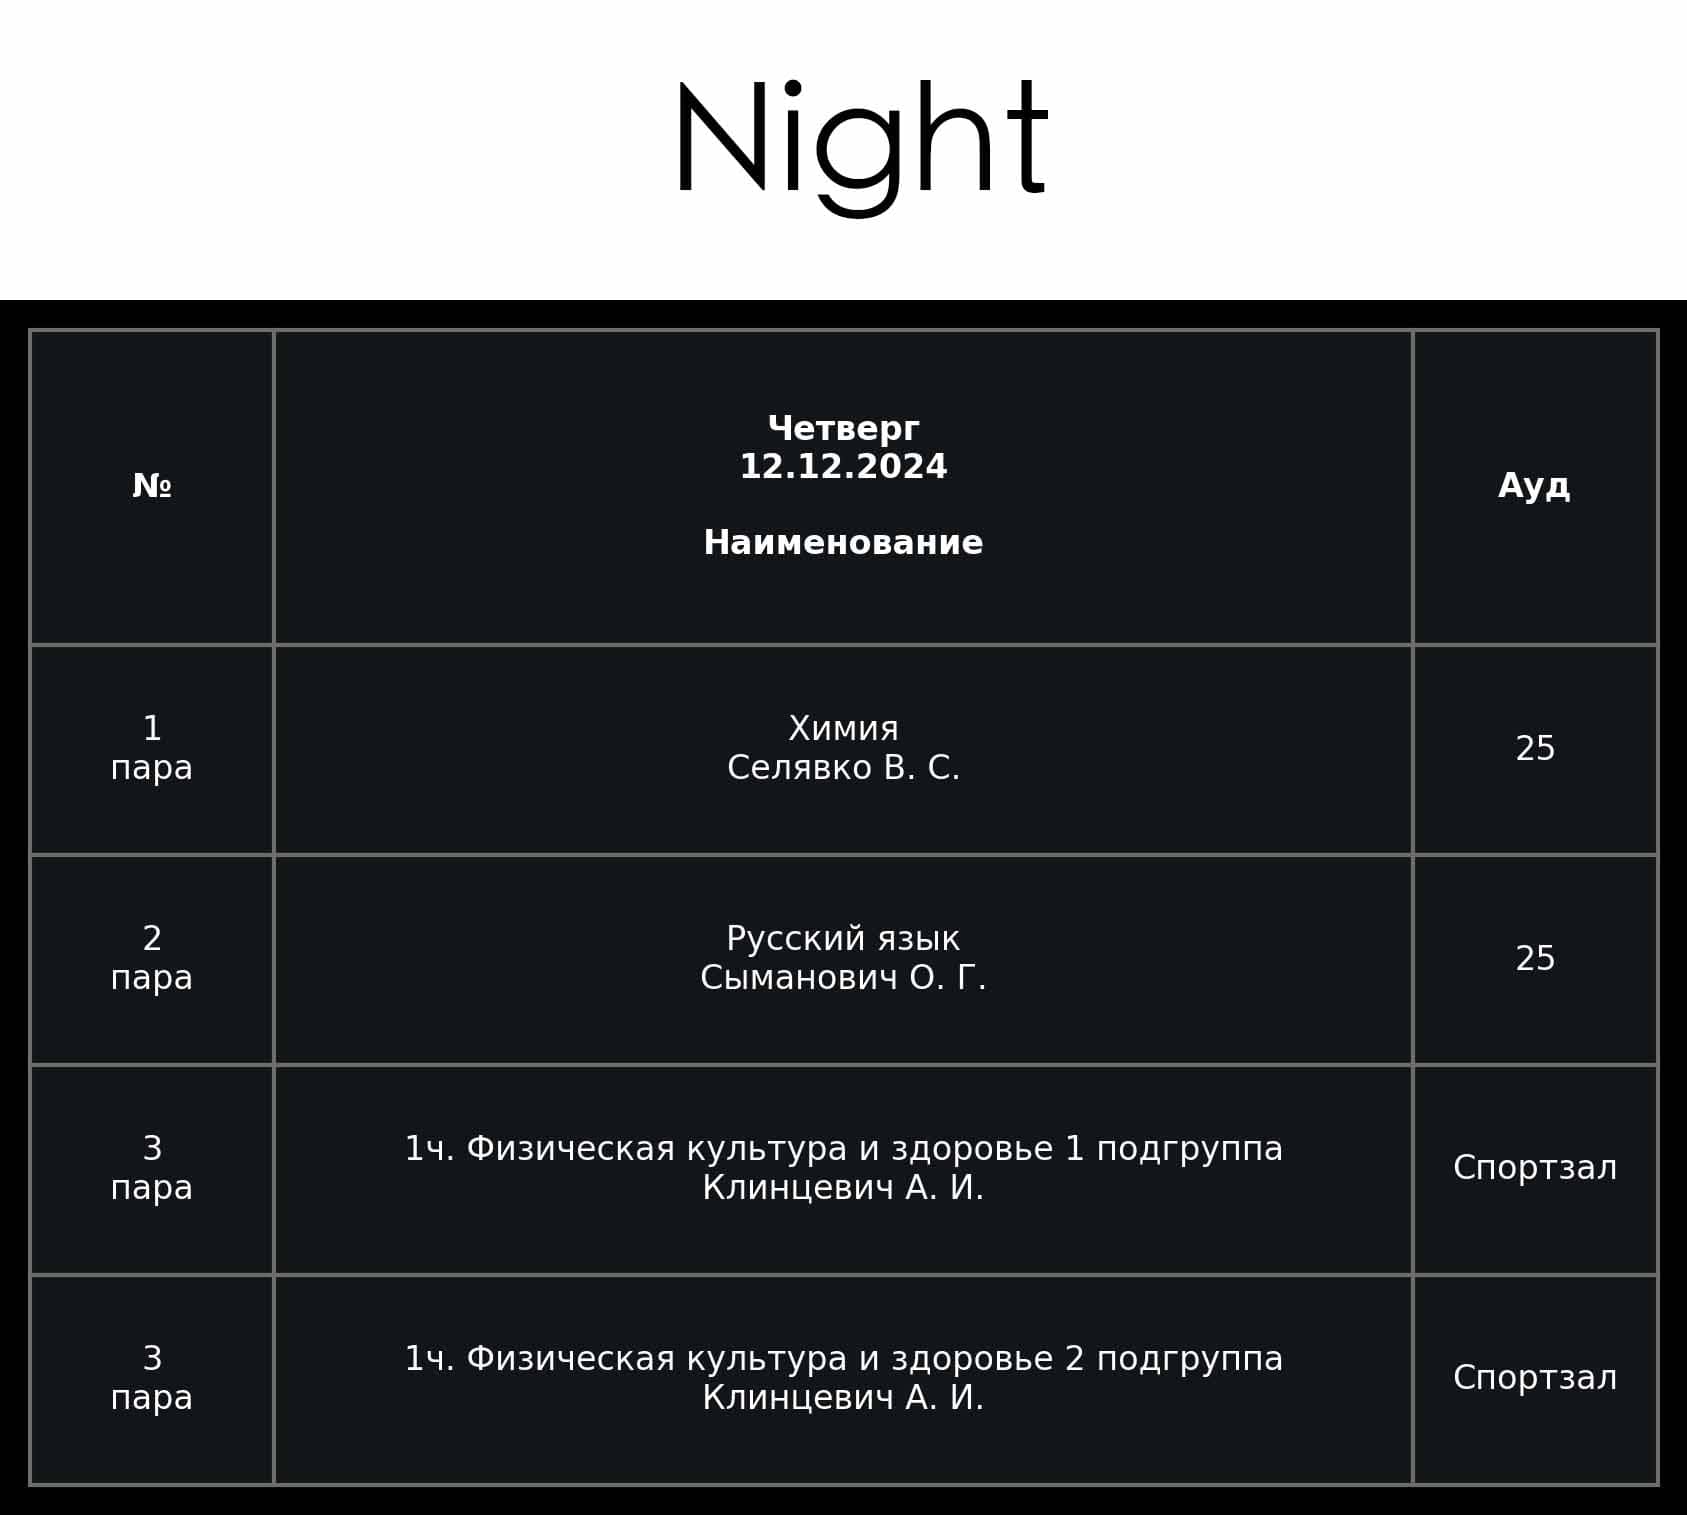 Night
№
Четверг
12.12.2024
Наименование
Ауд
1
пара
Химия
Селявко В. С.
25
2
пара
Русский язык
Сыманович О. Г.
25
3
пара
1ч. Физическая культура и здоровье 1 подгруппа
Клинцевич А. И.
Спортзал
3
пара
1ч. Физическая культура и здоровье 2 подгруппа
Клинцевич А. И.
Спортзал